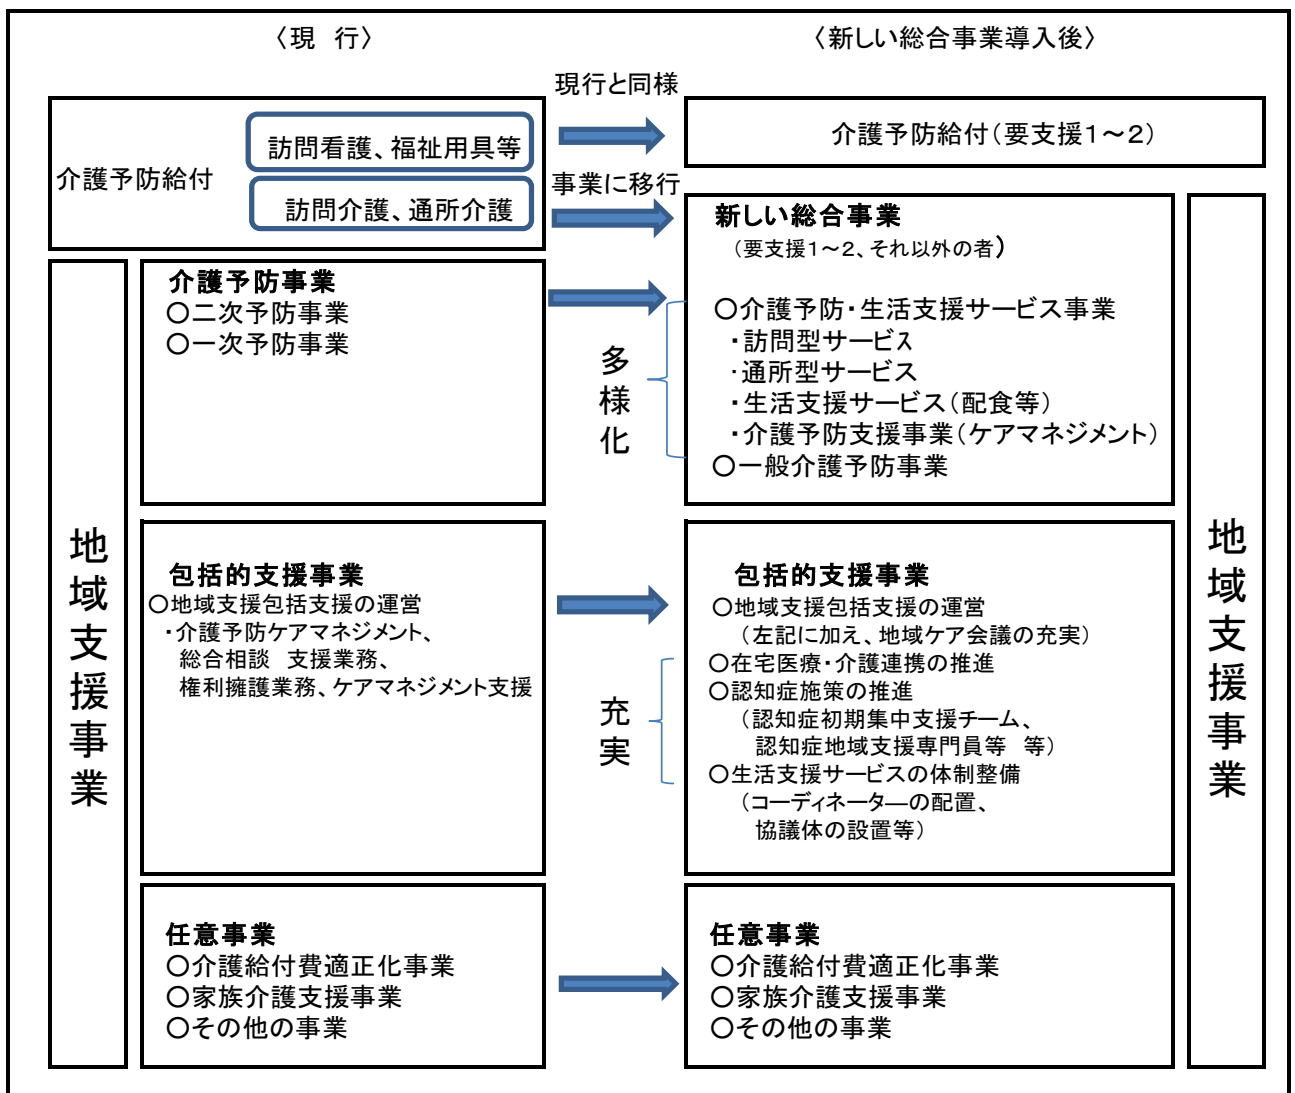 〈現　行〉
〈新しい総合事業導入後〉
現行と同様
介護予防給付
訪問看護、福祉用具等
訪問介護、通所介護
事業に移行
介護予防給付（要支援１～２）
地域支援事業
介護予防事業
〇二次予防事業
〇一次予防事業
多様化
新しい総合事業
（要支援１～２、それ以外の者）
〇介護予防・生活支援サービス事業
・訪問型サービス
・通所型サービス
・生活支援サービス（配食等）
・介護予防支援事業（ケアマネジメント）
〇一般介護予防事業
包括的支援事業
〇地域支援包括支援の運営
・介護予防ケアマネジメント、
総合相談　支援業務、
権利擁護業務、ケアマネジメント支援
充実
包括的支援事業
〇地域支援包括支援の運営
（左記に加え、地域ケア会議の充実）
〇在宅医療・介護連携の推進
〇認知症施策の推進
（認知症初期集中支援チーム、
認知症地域支援専門員等　等）
〇生活支援サービスの体制整備
（コーディネータ―の配置、
協議体の設置等）
任意事業
〇介護給付費適正化事業
〇家族介護支援事業
〇その他の事業
任意事業
〇介護給付費適正化事業
〇家族介護支援事業
〇その他の事業
地域支援事業